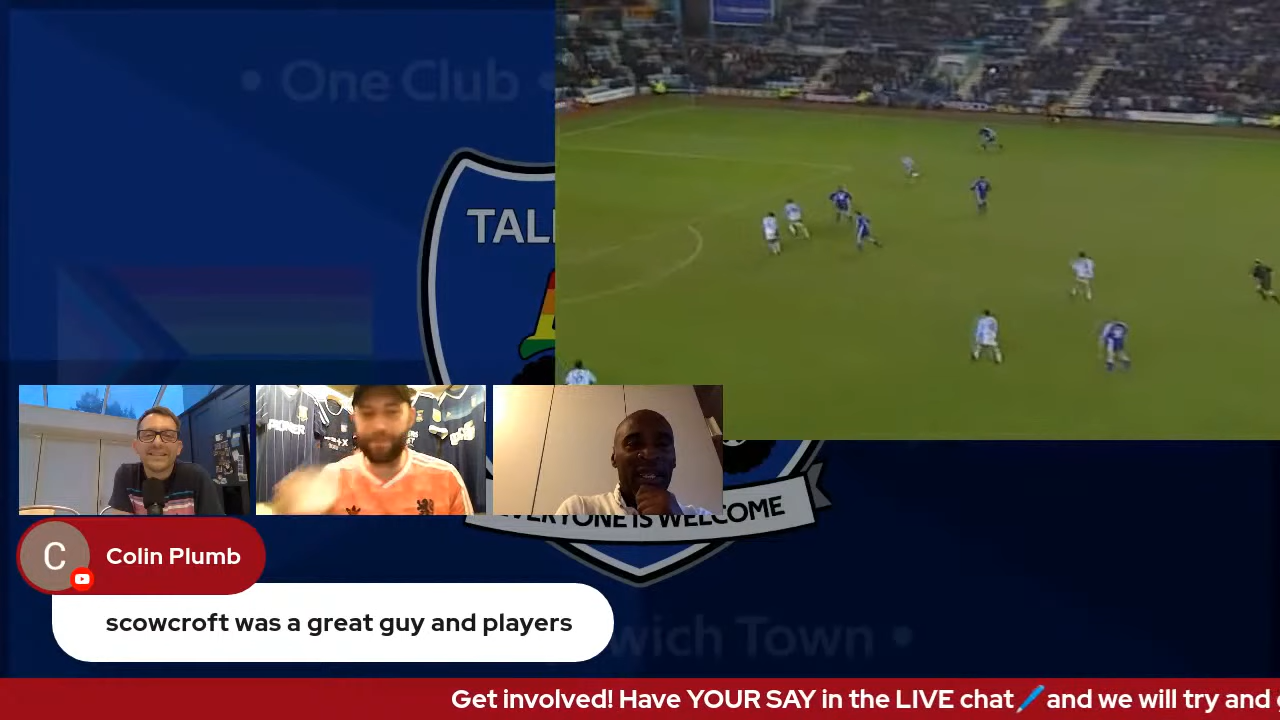 • One Club •
TAL
EVERYONE IS WELCOME
C
Colin Plumb
scowcroft was a great guy and players
wich Town •
Get involved! Have YOUR SAY in the LIVE chat and we will try and